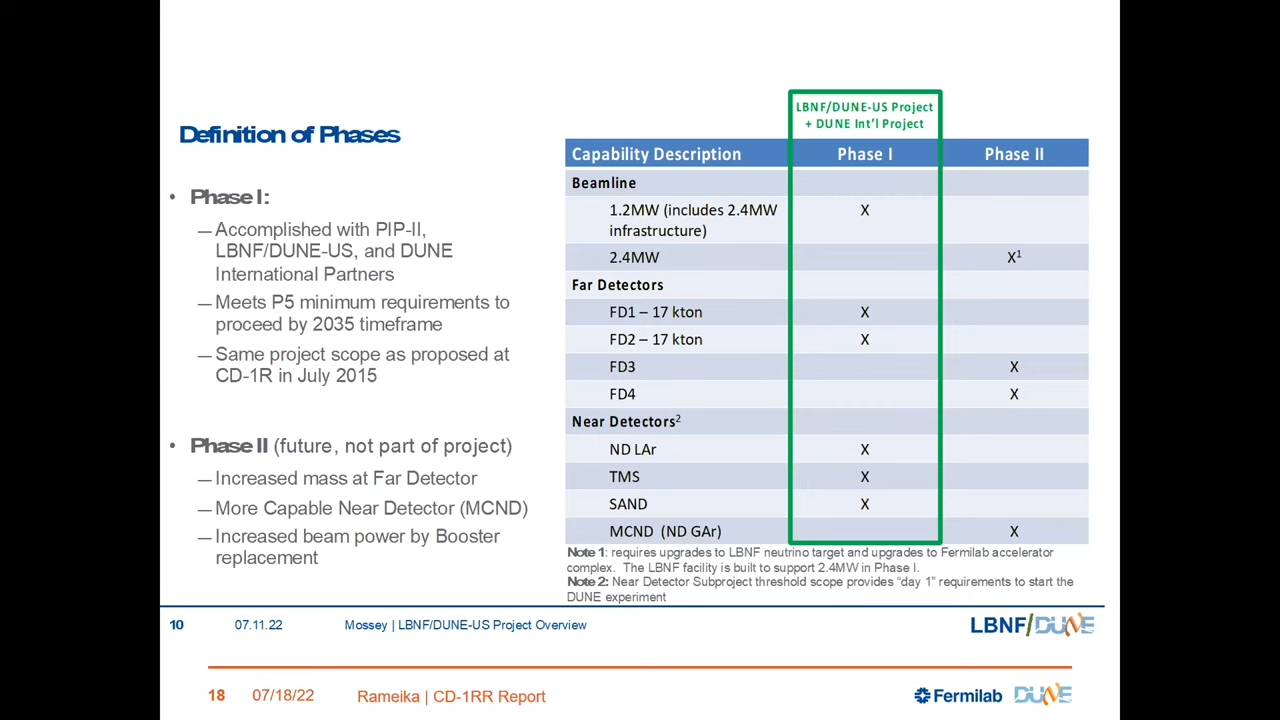 Definition of Phases
• Phase I:
— Accomplished with PIP-II,
LBNF/DUNE-US, and DUNE
International Partners
— Meets P5 minimum requirements to
proceed by 2035 timeframe
— Same project scope as proposed at
CD-1R in July 2015
• Phase II (future, not part of project)
— Increased mass at Far Detector
— More Capable Near Detector (MCND)
— Increased beam power by Booster
replacement
LBNF/DUNE-US Project
+ DUNE Int’l Project
Capability Description Phase I Phase II
Beamline
1.2MW (includes 2.4MW X
infrastructure)
2.4MW X¹
Far Detectors
FD1 – 17 kton X
FD2 – 17 kton X
FD3 X
FD4 X
Near Detectors²
ND LAr X
TMS X
SAND X
MCND (ND GAr) X
Note 1: requires upgrades to LBNF neutrino target and upgrades to Fermilab accelerator
complex. The LBNF facility is built to support 2.4MW in Phase I.
Note 2: Near Detector Subproject threshold scope provides “day 1” requirements to start the
DUNE experiment
10 07.11.22 Mossey | LBNF/DUNE-US Project Overview LBNF/DUNE
18 07/18/22 Rameika | CD-1RR Report Fermilab DUNE